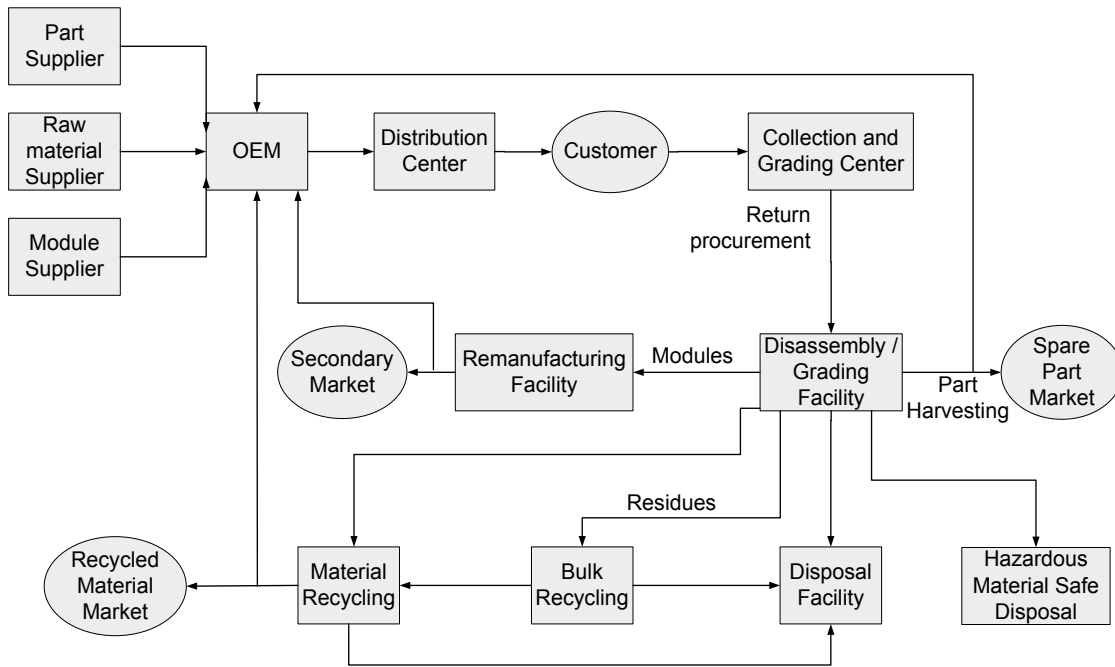 Part
Supplier
Raw
material
Supplier
OEM
Distribution
Center
Customer
Collection and
Grading Center
Module
Supplier
Return
procurement
Secondary
Market
Remanufacturing
Facility
Modules
Disassembly /
Grading
Facility
Part
Harvesting
Spare
Part
Market
Residues
Recycled
Material
Market
Material
Recycling
Bulk
Recycling
Disposal
Facility
Hazardous
Material Safe
Disposal